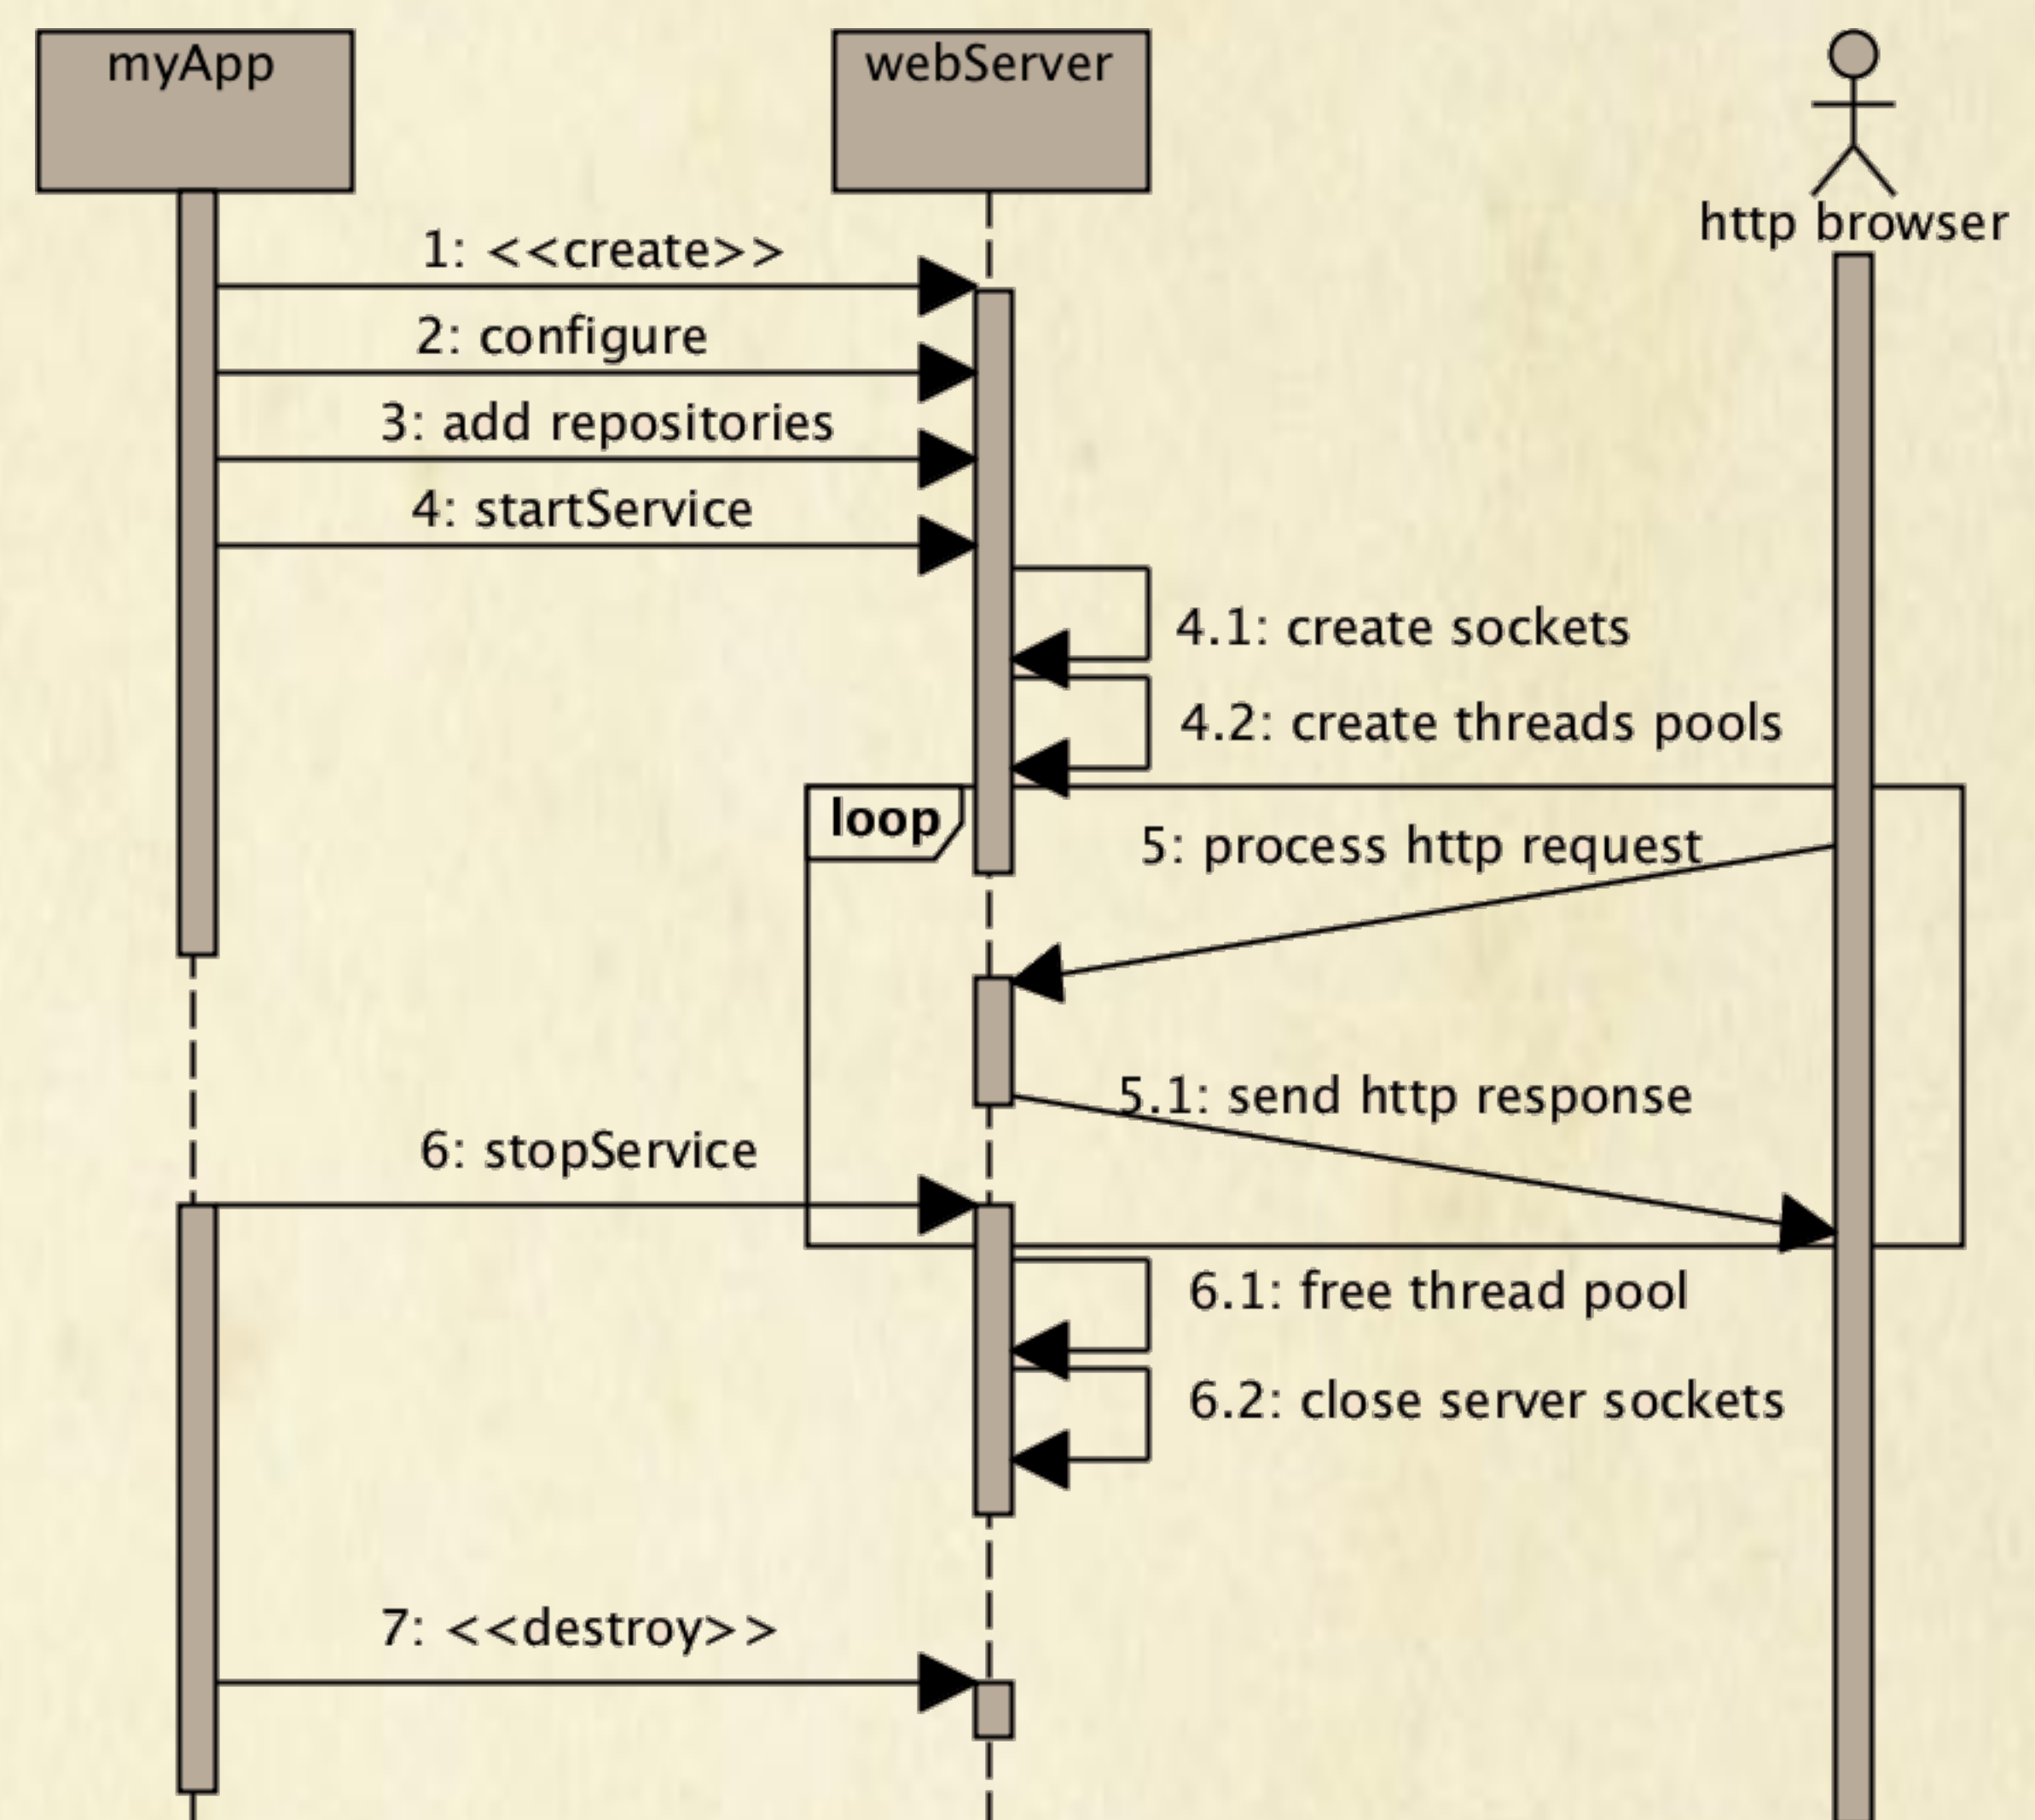 myApp
webServer
http browser
1: <<create>>
2: configure
3: add repositories
4: startService
4.1: create sockets
4.2: create threads pools
loop
5: process http request
5.1: send http response
6: stopService
6.1: free thread pool
6.2: close server sockets
7: <<destroy>>